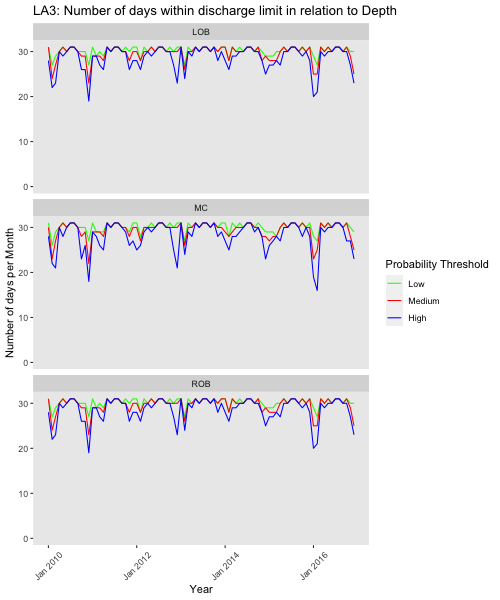 LA3: Number of days within discharge limit in relation to Depth
LOB
30
20
10
0
MC
30
20
10
0
ROB
30
20
10
0
Number of days per Month
Jan 2010
Jan 2012
Jan 2014
Jan 2016
Year
Probability Threshold
Low
Medium
High